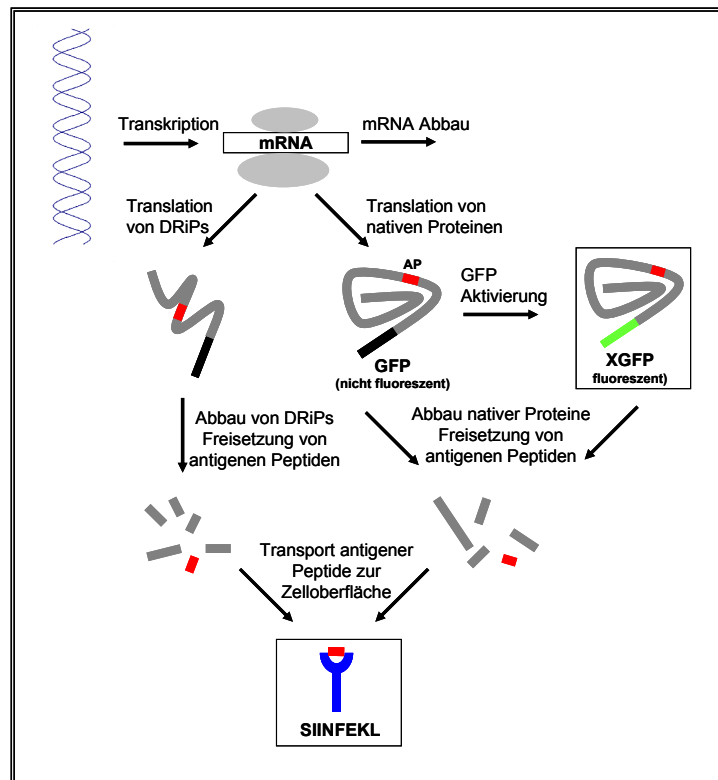 Transkription
mRNA
mRNA Abbau
Translation
von DRiPs
Translation von
nativen Proteinen
AP
GFP
Aktivierung
GFP
(nicht fluoreszent)
XGFP
fluoreszent)
Abbau von DRiPs
Freisetzung von
antigenen Peptiden
Abbau nativer Proteine
Freisetzung von
antigenen Peptiden
Transport antigener
Peptide zur
Zelloberfläche
SIINFEKL